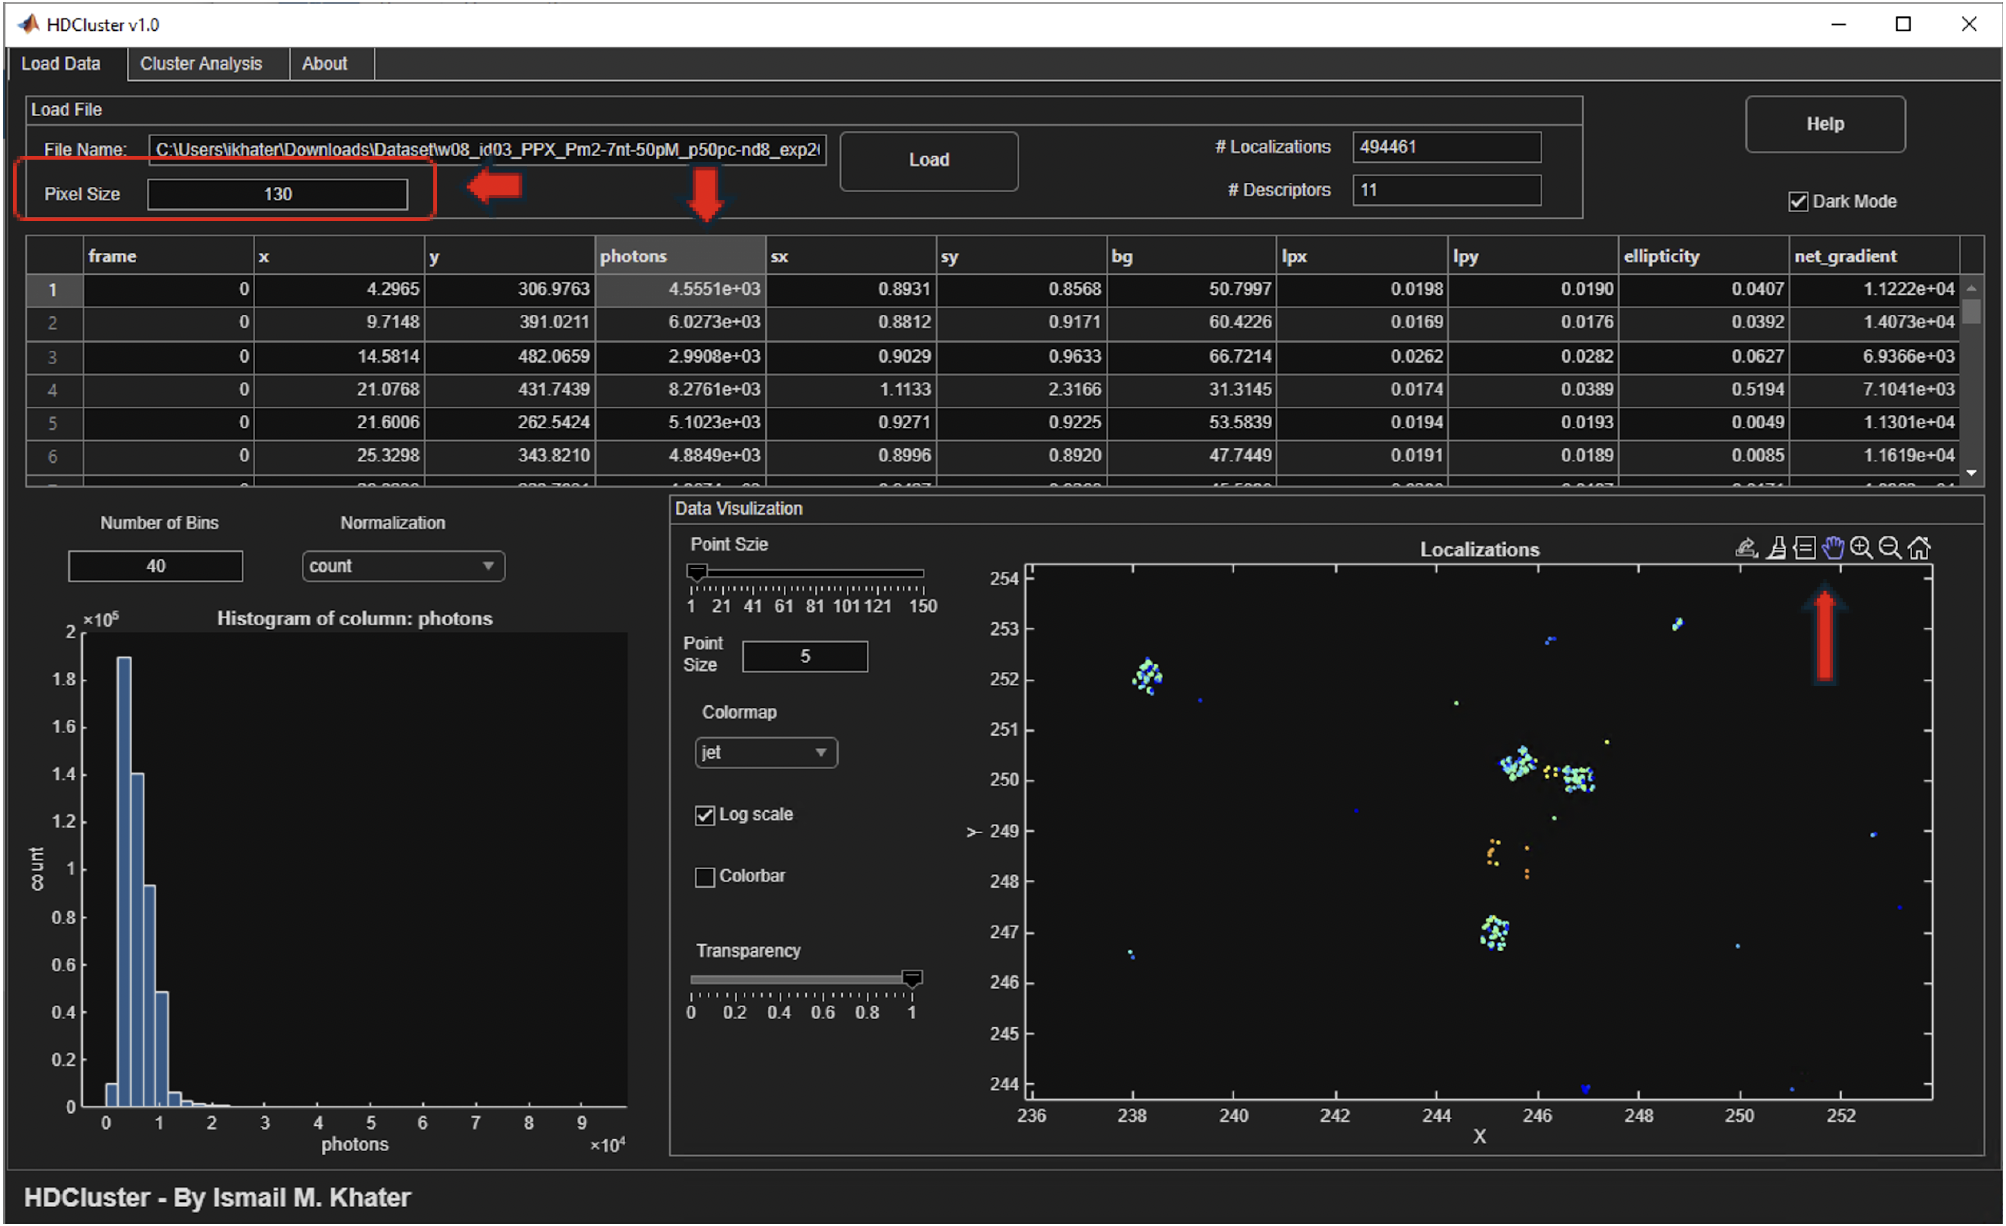 HDCluster v1.0
Load Data Cluster Analysis About
Load File
File Name: C:\Users\ikhater\Downloads\Dataset\w08_id03_PPX_Pm2-7nt-50pM_p50pc-nd8_exp2
Load
# Localizations 494461
Help
Pixel Size 130
# Descriptors 11
Dark Mode
frame x y photons sx sy bg lpx lpy ellipticity net_gradient
1 0 4.2965 306.9763 4.5551e+03 0.8931 0.8568 50.7997 0.0198 0.0190 0.0407 1.1222e+04
2 0 9.7148 391.0211 6.0273e+03 0.8812 0.9171 60.4226 0.0169 0.0176 0.0392 1.4073e+04
3 0 14.5814 482.0659 2.9908e+03 0.9029 0.9633 66.7214 0.0262 0.0282 0.0627 6.9366e+03
4 0 21.0768 431.7439 8.2761e+03 1.1133 2.3166 31.3145 0.0174 0.0389 0.5194 7.1041e+03
5 0 21.6006 262.5424 5.1023e+03 0.9271 0.9225 53.5839 0.0194 0.0193 0.0049 1.1301e+04
6 0 25.3298 343.8210 4.8849e+03 0.8996 0.8920 47.7449 0.0191 0.0189 0.0085 1.1619e+04
Number of Bins Normalization
40 count
Histogram of column: photons
×10⁵
2
1.8
1.6
1.4
1.2
1
0.8
0.6
0.4
0.2
0
count
0 1 2 3 4 5 6 7 8 9
photons ×10⁴
Data Visulization
Point Szie
1 21 41 61 81 101 121 150
Point
Size
5
Colormap
jet
Log scale
Colorbar
Transparency
0 0.2 0.4 0.6 0.8 1
Localizations
254
253
252
251
250
249
248
247
246
245
244
Y
236 238 240 242 244 246 248 250 252
X
HDCluster - By Ismail M. Khater